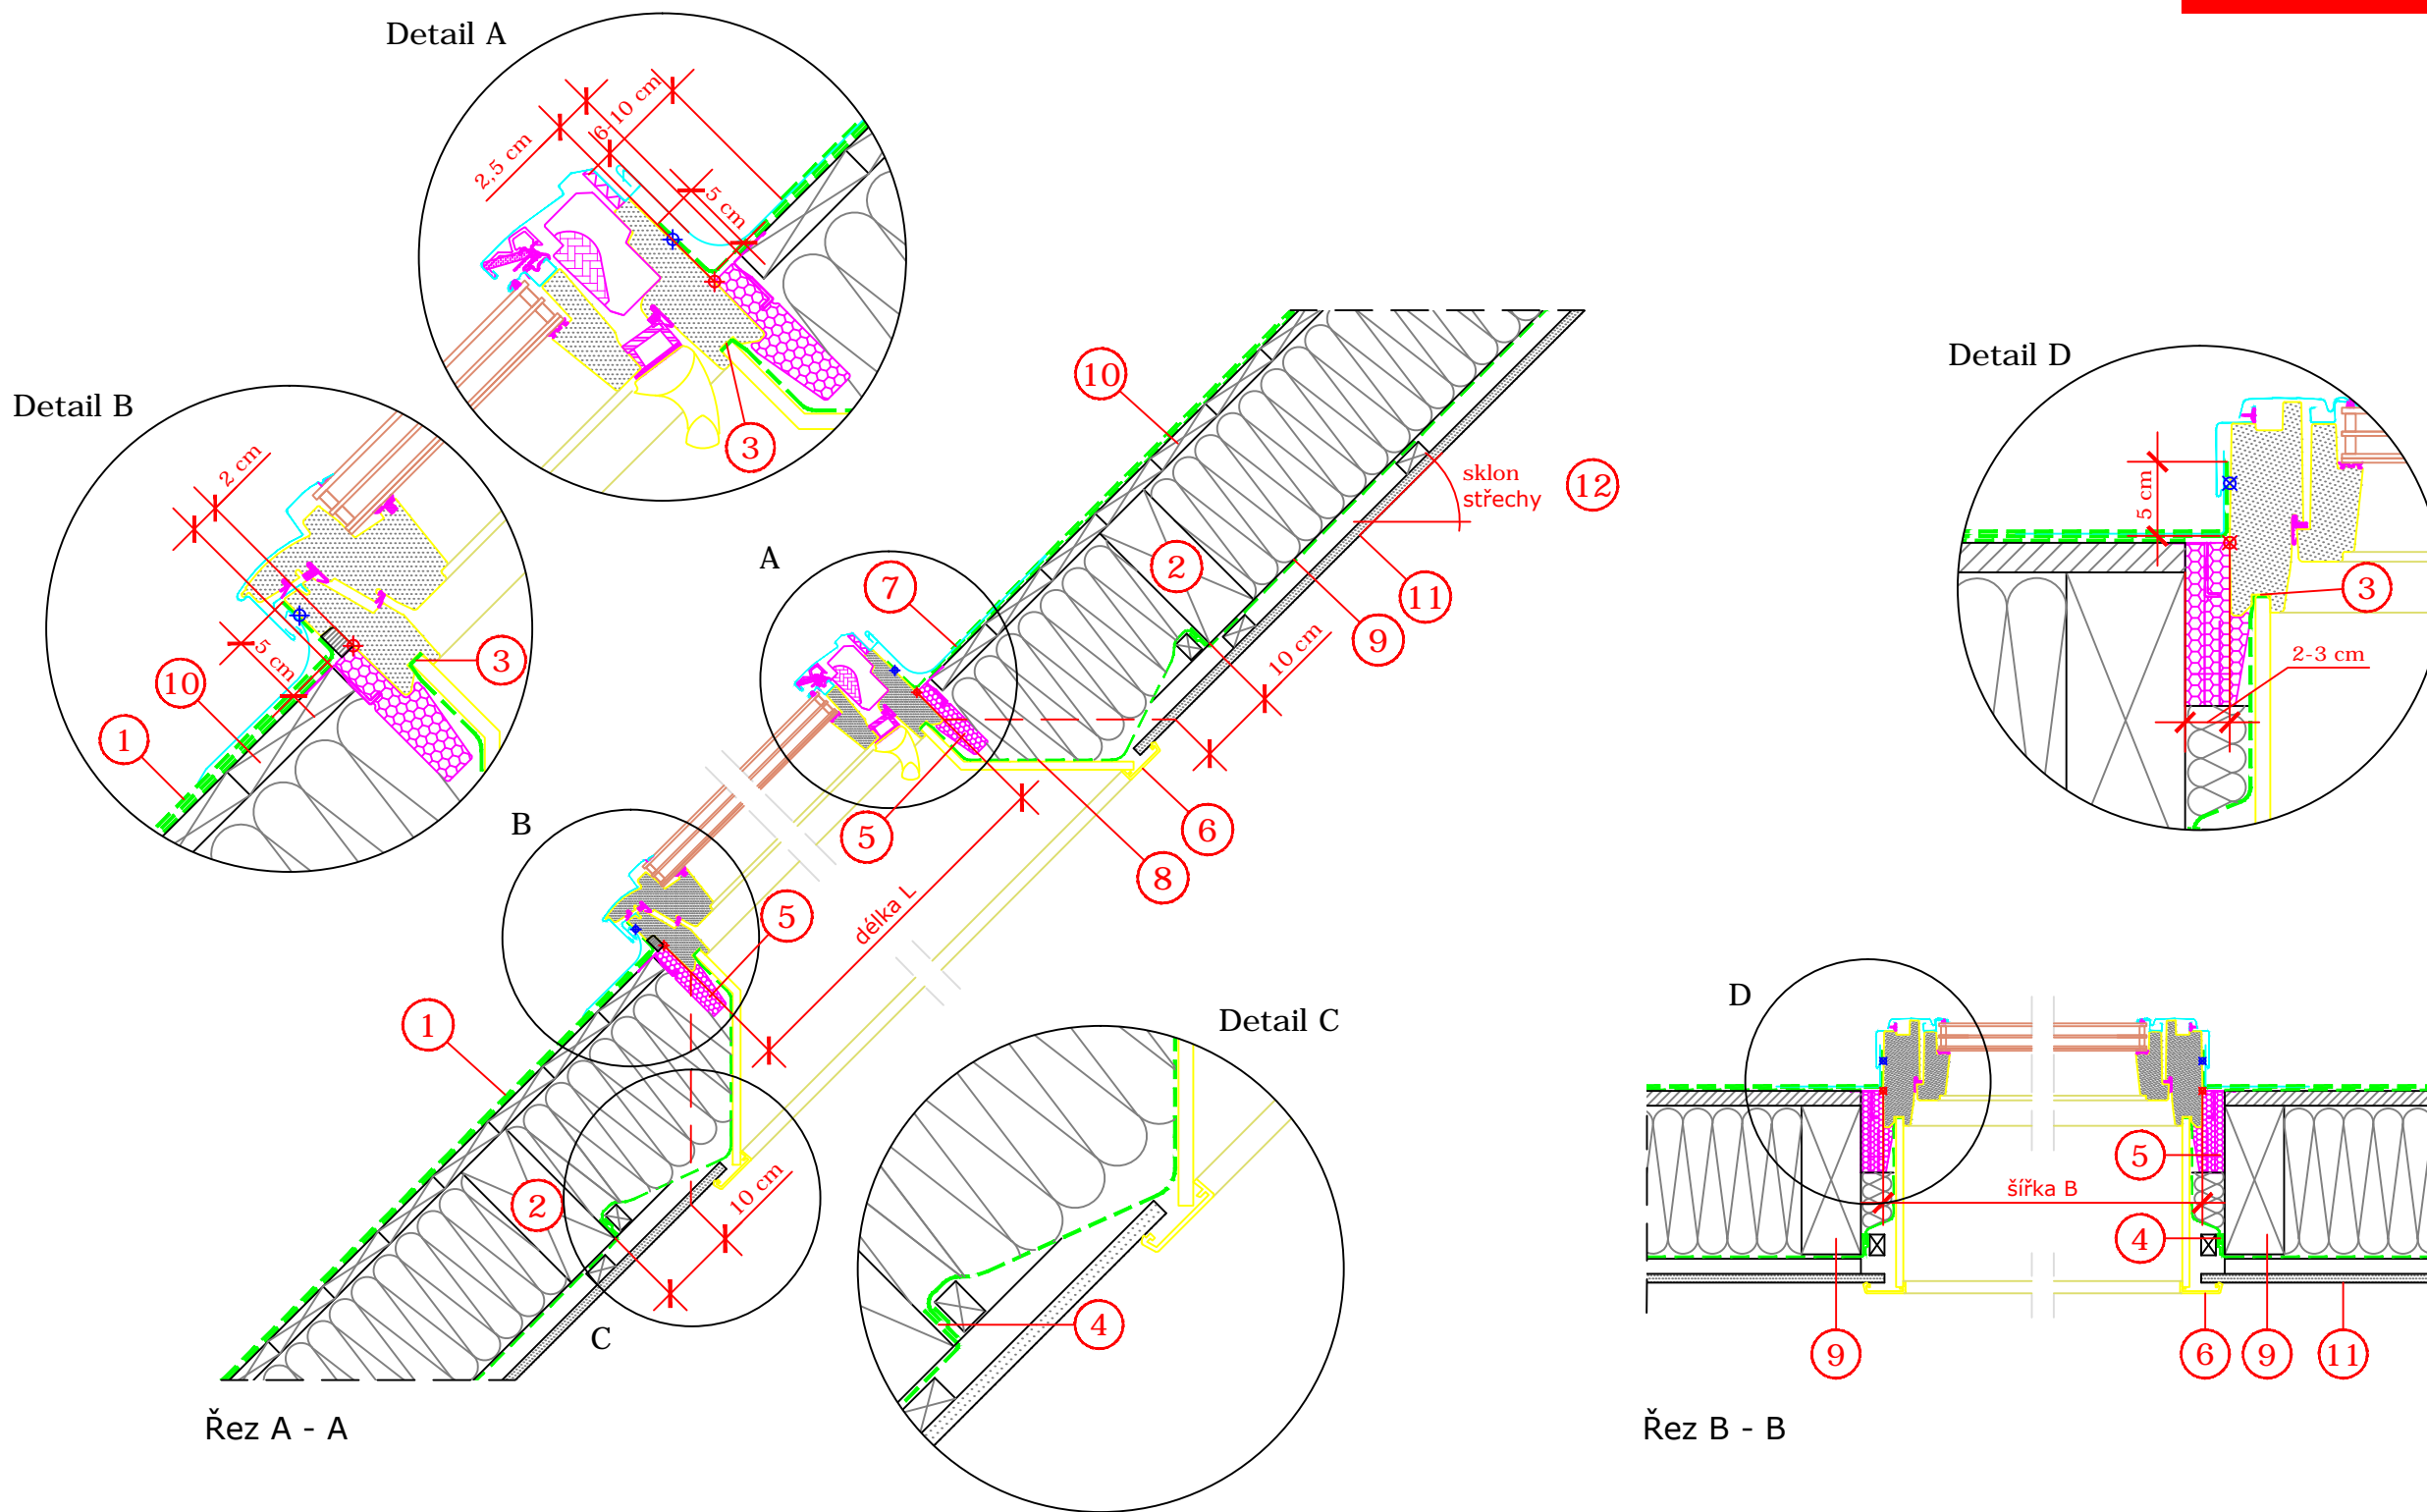 Detail A
6-10 cm
2,5 cm
5 cm
3
Detail B
2 cm
5 cm
3
10
1
10
sklon
střechy
12
2
A
7
11
9
10 cm
5
6
8
B
délka L
5
1
2
10 cm
C
Detail C
4
Řez A - A
Detail D
5 cm
3
2-3 cm
D
5
šířka B
4
9
6
9
11
Řez B - B